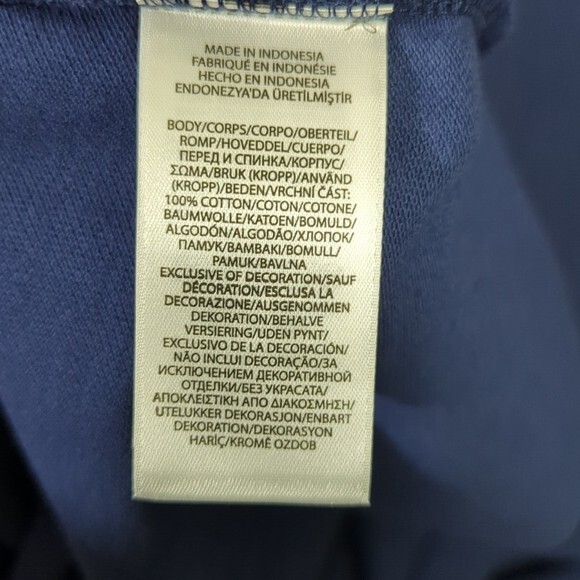 MADE IN INDONESIA
FABRIQUÉ EN INDONÉSIE
HECHO EN INDONESIA
ENDONEZYA'DA ÜRETİLMİŞTİR
BODY/CORPS/CORPO/OBERTEIL/
ROMP/HOVEDDEL/CUERPO/
ПЕРЕД И СПИНКА/КОРПУС/
ΣΩΜΑ/BRUK (KROPP)/ANVÄND
(KROPP)/BEDEN/VRCHNÍ ČÁST:
100% COTTON/COTON/COTONE/
BAUMWOLLE/KATOEN/BOMULD/
ALGODÓN/ALGODÃO/ХЛОПОК/
ПАМУК/ΒΑΜΒΑΚΙ/BOMULL/
PAMUK/BAVLNA
EXCLUSIVE OF DECORATION/SAUF
DÉCORATION/ESCLUSA LA
DECORAZIONE/AUSGENOMMEN
DEKORATION/BEHALVE
VERSIERING/UDEN PYNT/
EXCLUSIVO DE LA DECORACIÓN/
NÃO INCLUI DECORAÇÃO/ЗА
ИСКЛЮЧЕНИЕМ ДЕКОРАТИВНОЙ
ОТДЕЛКИ/БЕЗ УКРАСАТА/
ΑΠΟΚΛΕΙΣΤΙΚΗ ΑΠΟ ΔΙΑΚΟΣΜΗΣΗ/
UTELUKKER DEKORASJON/ENBART
DEKORATION/DEKORASYON
HARİÇ/KROMĚ OZDOB